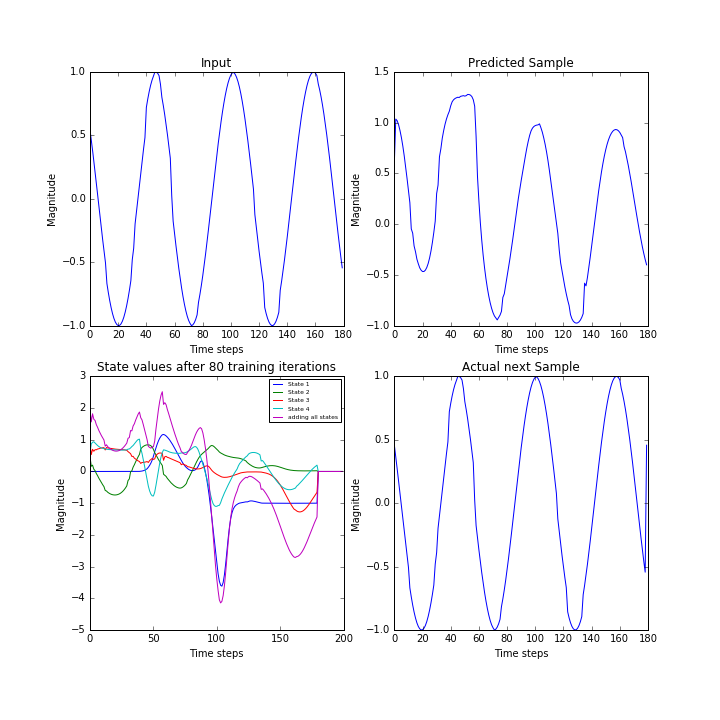 Input
1.0
0.5
0.0
−0.5
−1.0
Magnitude
0 20 40 60 80 100 120 140 160 180
Time steps
Predicted Sample
1.5
1.0
0.5
0.0
−0.5
−1.0
Magnitude
0 20 40 60 80 100 120 140 160 180
Time steps
State values after 80 training iterations
3
2
1
0
−1
−2
−3
−4
−5
Magnitude
State 1
State 2
State 3
State 4
adding all states
0 50 100 150 200
Time steps
Actual next Sample
1.0
0.5
0.0
−0.5
−1.0
Magnitude
0 20 40 60 80 100 120 140 160 180
Time steps